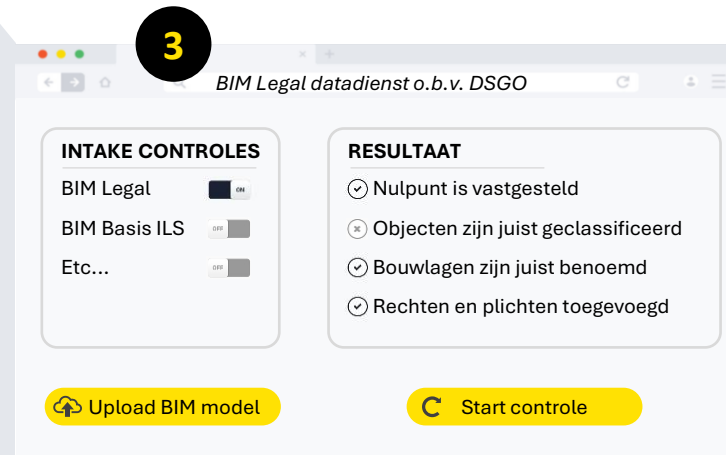 3
BIM Legal datadienst o.b.v. DSGO
INTAKE CONTROLES
BIM Legal ON
BIM Basis ILS OFF
Etc... OFF
RESULTAAT
Nulpunt is vastgesteld
Objecten zijn juist geclassificeerd
Bouwlagen zijn juist benoemd
Rechten en plichten toegevoegd
Upload BIM model
Start controle